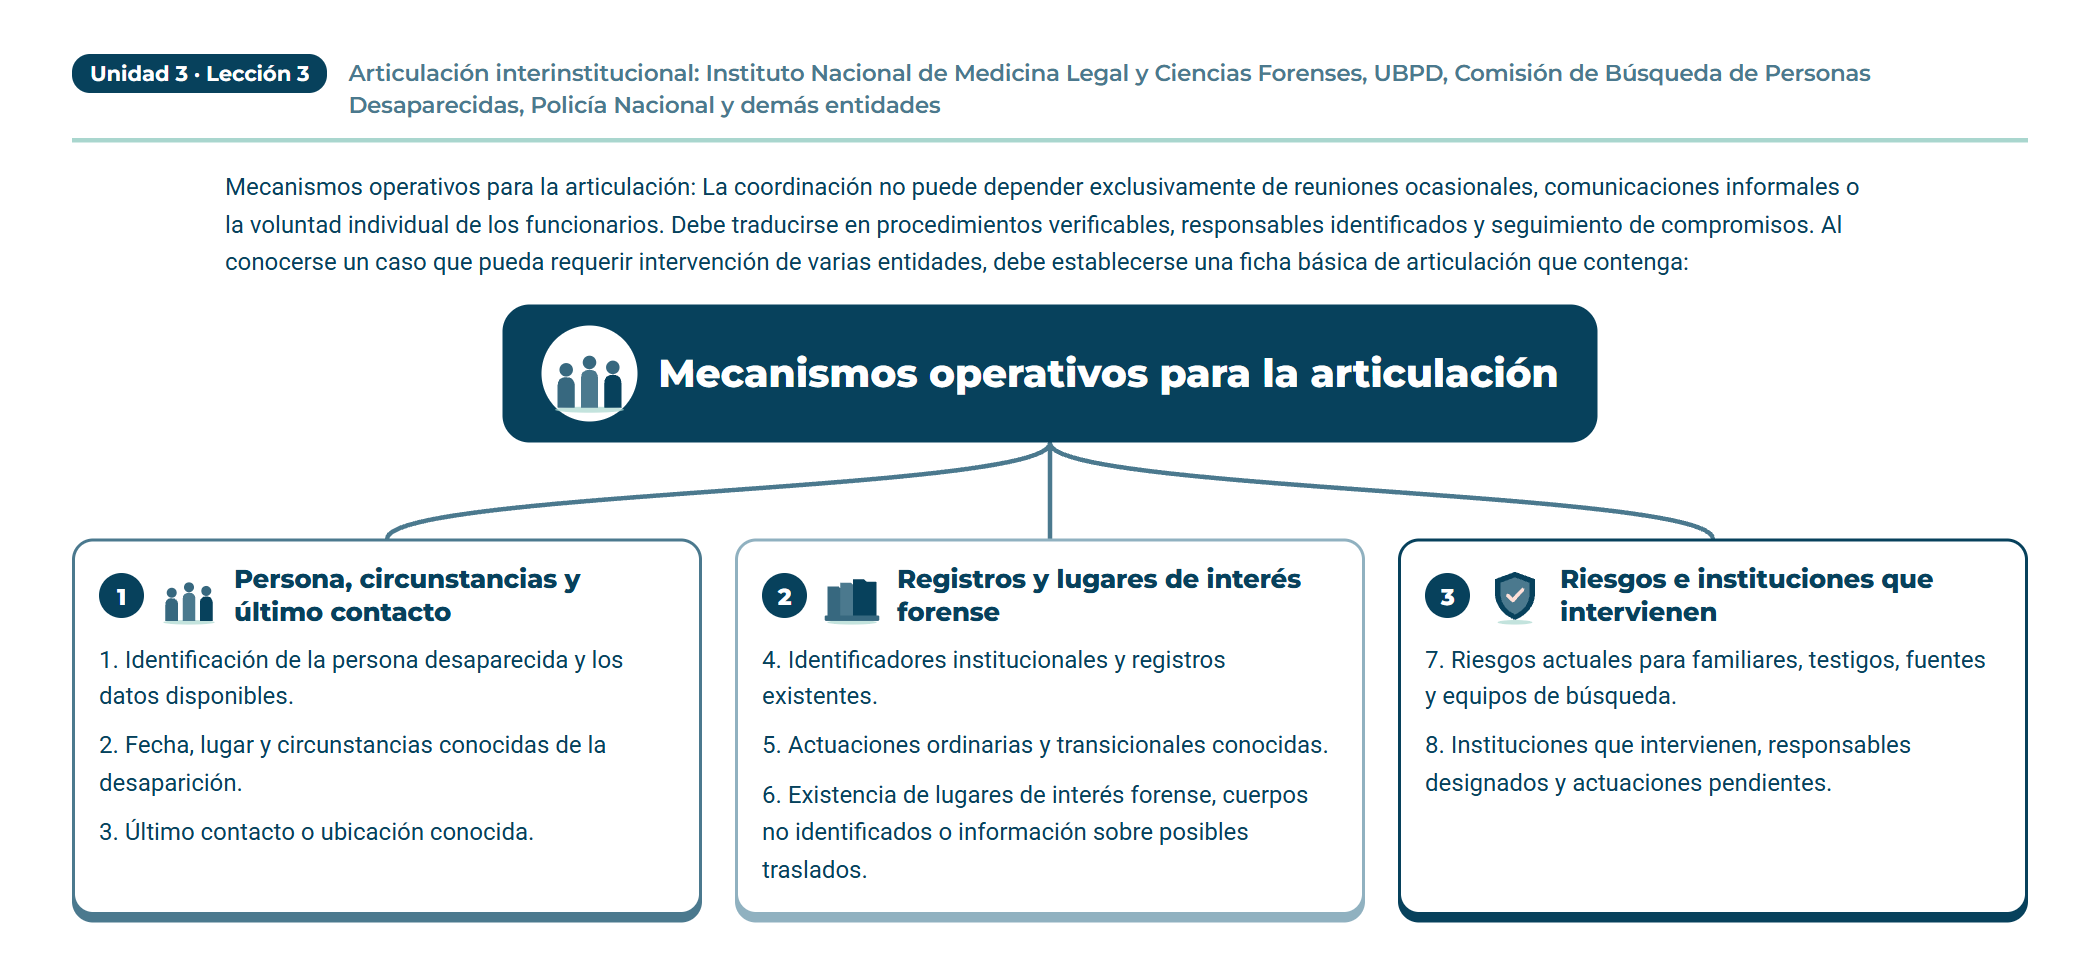 Unidad 3 · Lección 3
Articulación interinstitucional: Instituto Nacional de Medicina Legal y Ciencias Forenses, UBPD, Comisión de Búsqueda de Personas
Desaparecidas, Policía Nacional y demás entidades
Mecanismos operativos para la articulación: La coordinación no puede depender exclusivamente de reuniones ocasionales, comunicaciones informales o
la voluntad individual de los funcionarios. Debe traducirse en procedimientos verificables, responsables identificados y seguimiento de compromisos. Al
conocerse un caso que pueda requerir intervención de varias entidades, debe establecerse una ficha básica de articulación que contenga:
Mecanismos operativos para la articulación
1
Persona, circunstancias y
último contacto
1. Identificación de la persona desaparecida y los
datos disponibles.
2. Fecha, lugar y circunstancias conocidas de la
desaparición.
3. Último contacto o ubicación conocida.
2
Registros y lugares de interés
forense
4. Identificadores institucionales y registros
existentes.
5. Actuaciones ordinarias y transicionales conocidas.
6. Existencia de lugares de interés forense, cuerpos
no identificados o información sobre posibles
traslados.
3
Riesgos e instituciones que
intervienen
7. Riesgos actuales para familiares, testigos, fuentes
y equipos de búsqueda.
8. Instituciones que intervienen, responsables
designados y actuaciones pendientes.